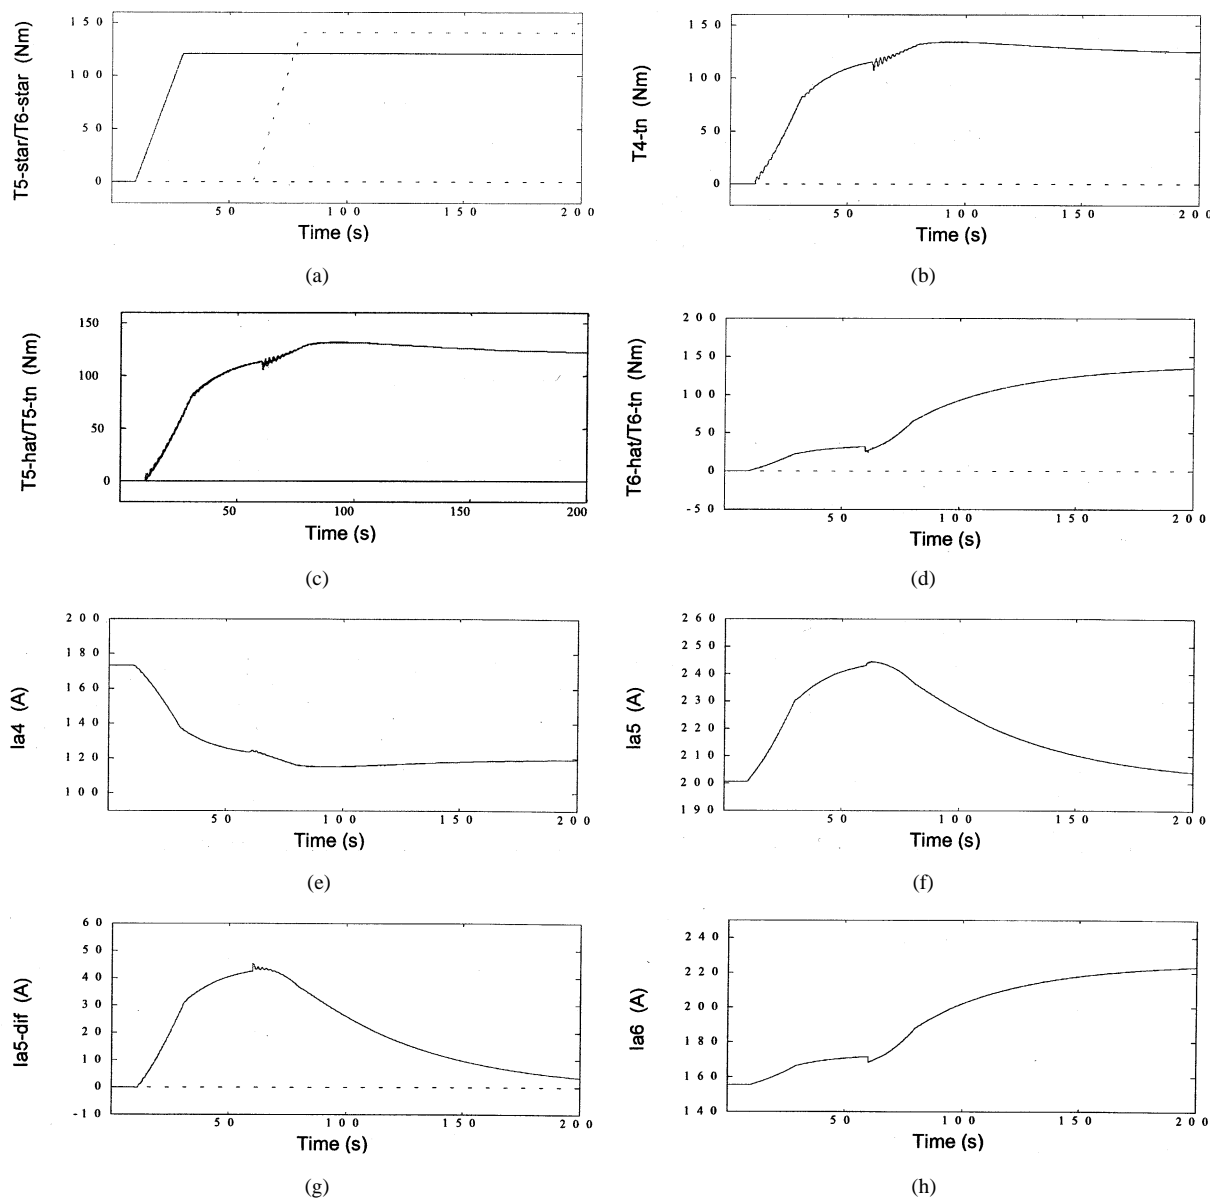 T5-star/T6-star (Nm)
150
100
50
0
50 100 150 200
Time (s)
(a)
T4-tn (Nm)
150
100
50
0
50 100 150 200
Time (s)
(b)
T5-hat/T5-tn (Nm)
150
100
50
0
50 100 150 200
Time (s)
(c)
T6-hat/T6-tn (Nm)
200
150
100
50
0
-50
50 100 150 200
Time (s)
(d)
Ia4 (A)
200
180
160
140
120
100
50 100 150 200
Time (s)
(e)
Ia5 (A)
260
250
240
230
220
210
200
190
50 100 150 200
Time (s)
(f)
Ia5-dif (A)
60
50
40
30
20
10
0
-10
50 100 150 200
Time (s)
(g)
Ia6 (A)
240
220
200
180
160
140
50 100 150 200
Time (s)
(h)